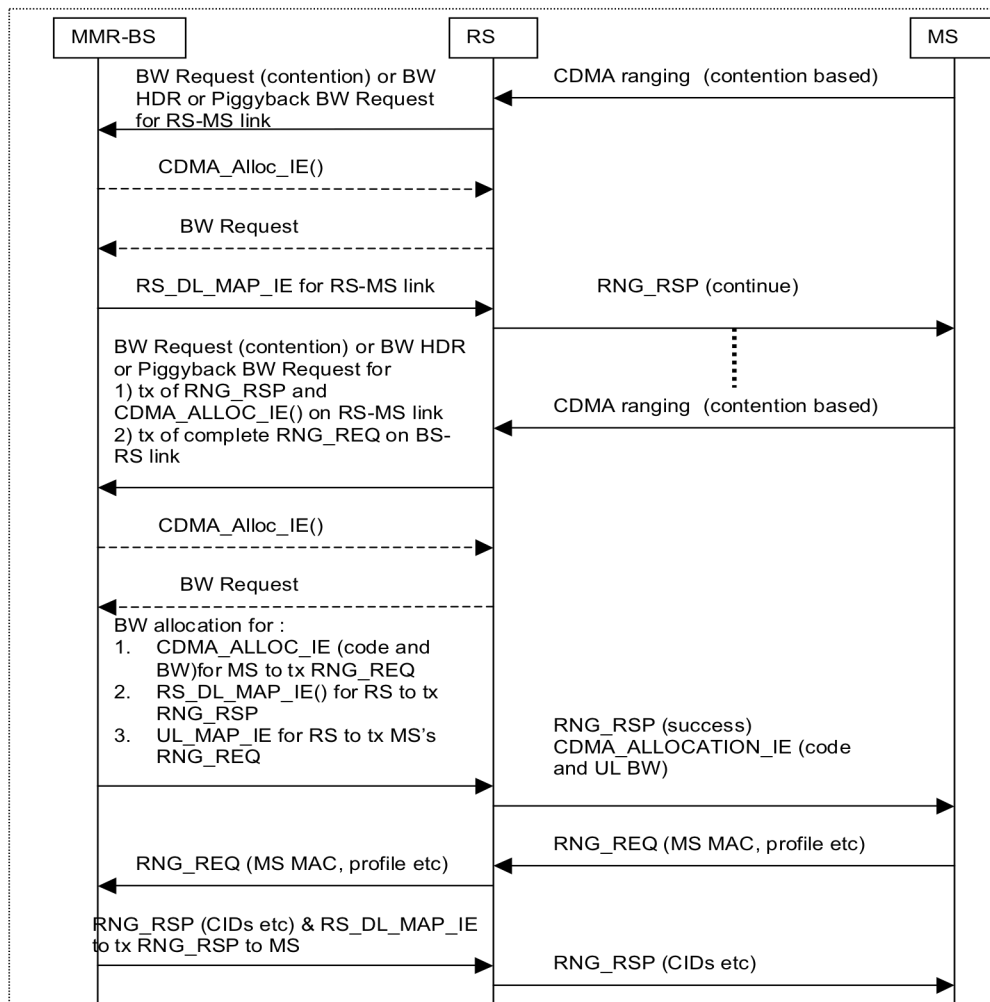 MMR-BS
RS
MS
BW Request (contention) or BW
HDR or Piggyback BW Request
for RS-MS link
CDMA ranging (contention based)
CDMA_Alloc_IE()
BW Request
RS_DL_MAP_IE for RS-MS link
RNG_RSP (continue)
BW Request (contention) or BW HDR
or Piggyback BW Request for
1) tx of RNG_RSP and
CDMA_ALLOC_IE() on RS-MS link
2) tx of complete RNG_REQ on BS-
RS link
CDMA ranging (contention based)
CDMA_Alloc_IE()
BW Request
BW allocation for :
1. CDMA_ALLOC_IE (code and
BW)for MS to tx RNG_REQ
2. RS_DL_MAP_IE() for RS to tx
RNG_RSP
3. UL_MAP_IE for RS to tx MS's
RNG_REQ
RNG_RSP (success)
CDMA_ALLOCATION_IE (code
and UL BW)
RNG_REQ (MS MAC, profile etc)
RNG_REQ (MS MAC, profile etc)
RNG_RSP (CIDs etc) & RS_DL_MAP_IE
to tx RNG_RSP to MS
RNG_RSP (CIDs etc)